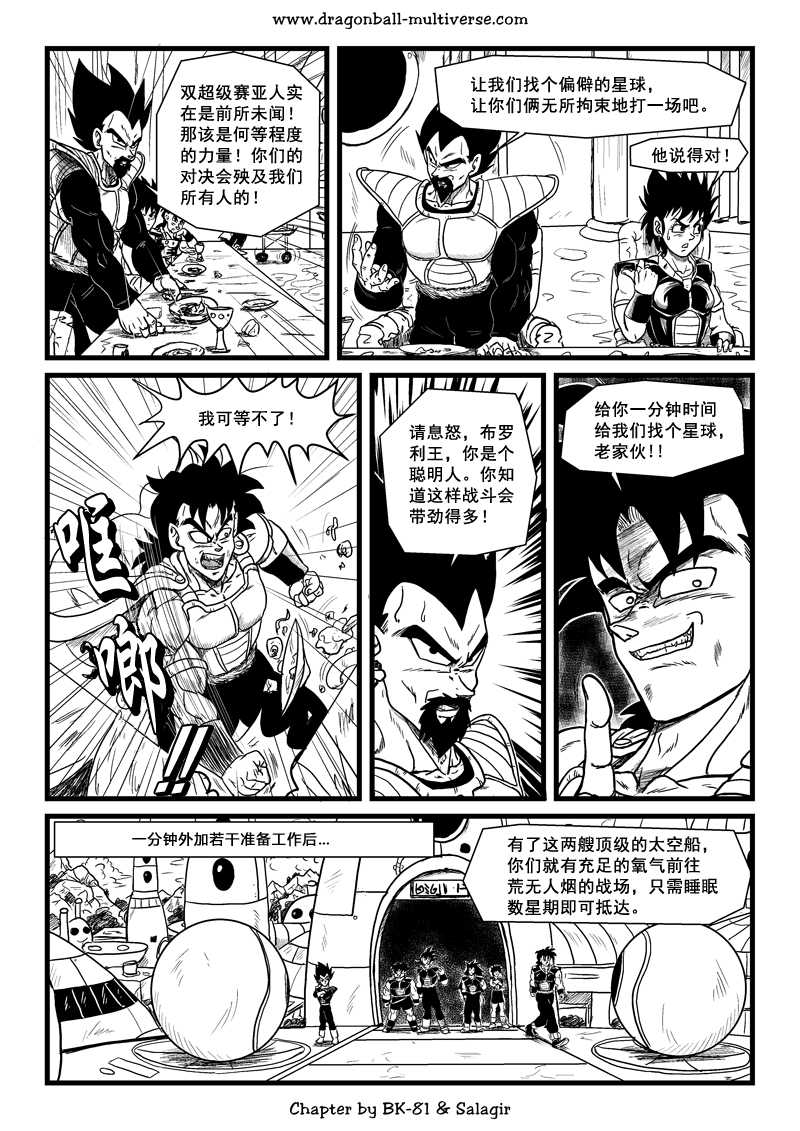 www.dragonball-multiverse.com
双超级赛亚人实
在是前所未闻！
那该是何等程度
的力量！你们的
对决会殃及我们
所有人的！
让我们找个偏僻的星球，
让你们俩无所拘束地打一场吧。
他说得对！
我可等不了！
哐
啷
!!
请息怒，布罗
利王，你是个
聪明人。你知
道这样战斗会
带劲得多！
给你一分钟时间
给我们找个星球，
老家伙!!
一分钟外加若干准备工作后...
有了这两艘顶级的太空船，
你们就有充足的氧气前往
荒无人烟的战场，只需睡眠
数星期即可抵达。
Chapter by BK-81 & Salagir